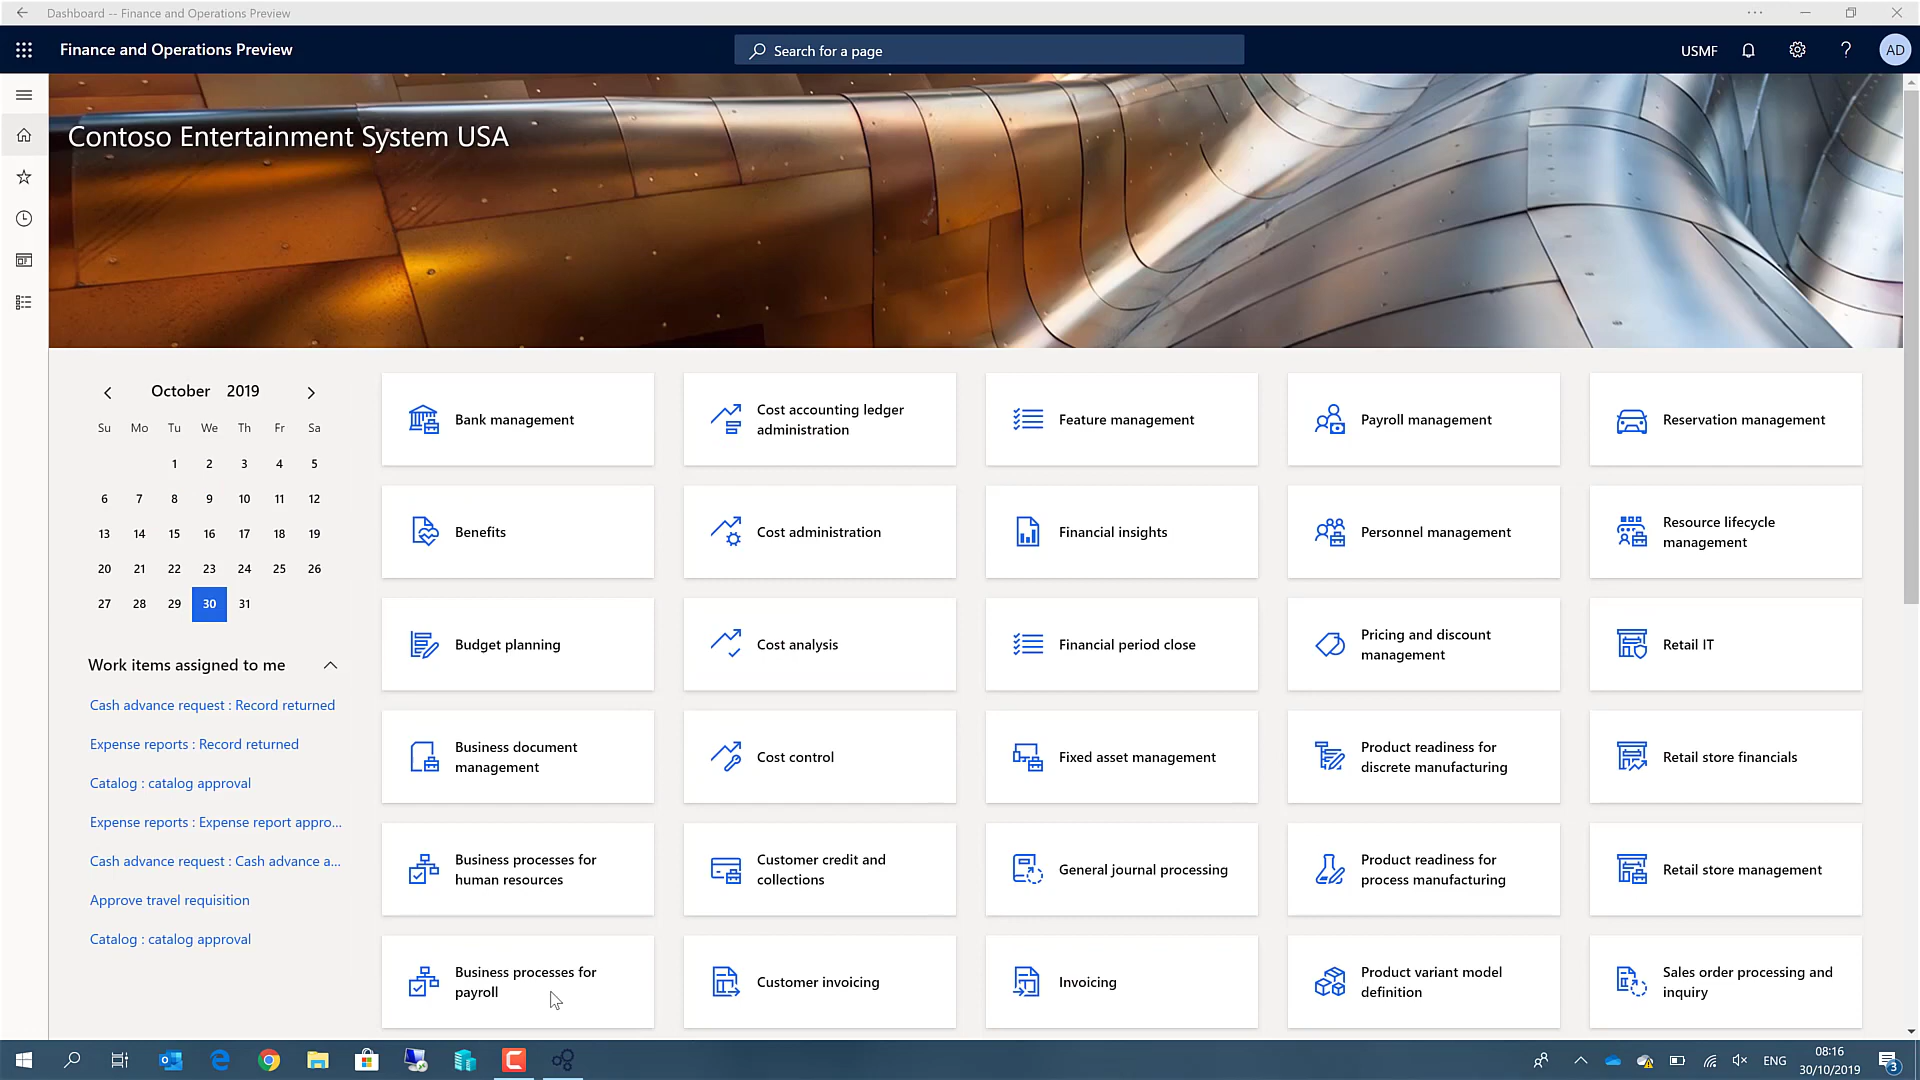 Dashboard -- Finance and Operations Preview
Finance and Operations Preview
Search for a page
USMF
AD
Contoso Entertainment System USA
October 2019
Su Mo Tu We Th Fr Sa
1 2 3 4 5
6 7 8 9 10 11 12
13 14 15 16 17 18 19
20 21 22 23 24 25 26
27 28 29 30 31
Work items assigned to me
Cash advance request : Record returned
Expense reports : Record returned
Catalog : catalog approval
Expense reports : Expense report appro...
Cash advance request : Cash advance a...
Approve travel requisition
Catalog : catalog approval
Bank management
Cost accounting ledger
administration
Feature management
Payroll management
Reservation management
Benefits
Cost administration
Financial insights
Personnel management
Resource lifecycle
management
Budget planning
Cost analysis
Financial period close
Pricing and discount
management
Retail IT
Business document
management
Cost control
Fixed asset management
Product readiness for
discrete manufacturing
Retail store financials
Business processes for
human resources
Customer credit and
collections
General journal processing
Product readiness for
process manufacturing
Retail store management
Business processes for
payroll
Customer invoicing
Invoicing
Product variant model
definition
Sales order processing and
inquiry
ENG
08:16
30/10/2019
3